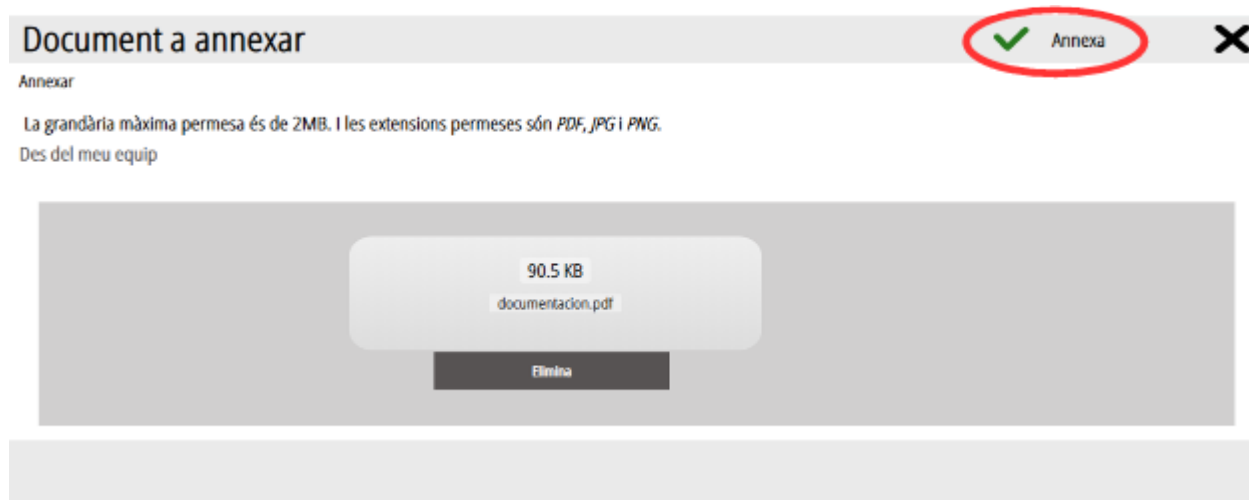 Document a annexar
Annexa
Annexar
La grandària màxima permesa és de 2MB. I les extensions permeses són PDF, JPG i PNG.
Des del meu equip
90.5 KB
documentacion.pdf
Elimina